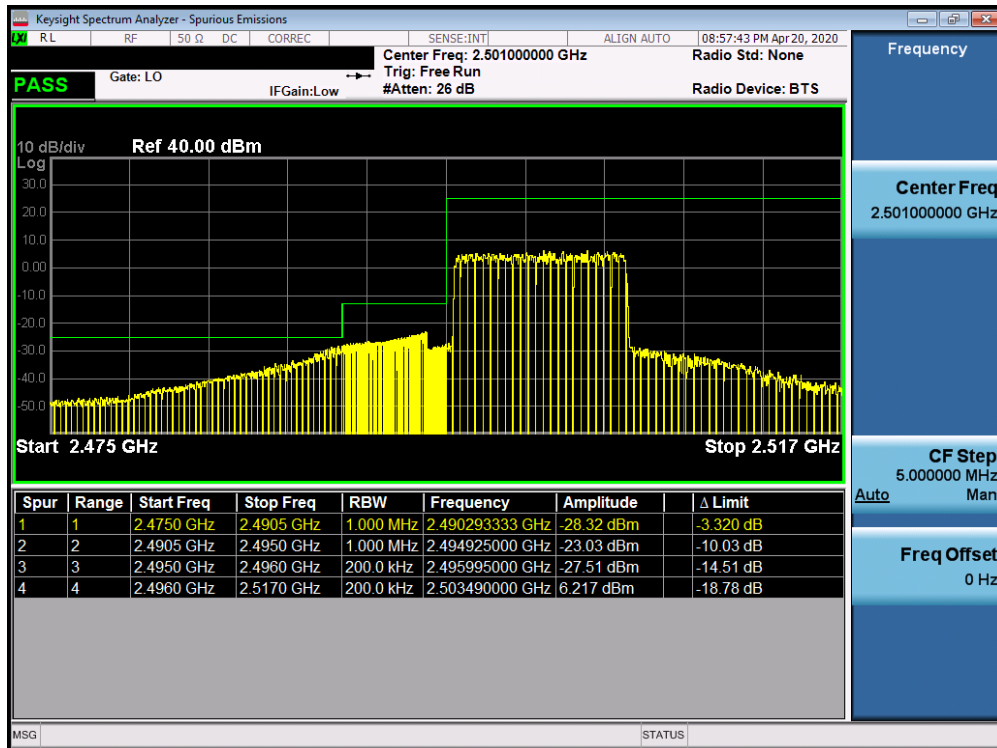 Keysight Spectrum Analyzer - Spurious Emissions
LXI RL RF 50 Ω DC CORREC SENSE:INT ALIGN AUTO 08:57:43 PM Apr 20, 2020
Center Freq: 2.501000000 GHz Radio Std: None
PASS Gate: LO Trig: Free Run
IFGain:Low #Atten: 26 dB Radio Device: BTS
10 dB/div Ref 40.00 dBm
Log
30.0
20.0
10.0
0.00
-10.0
-20.0
-30.0
-40.0
-50.0
Start 2.475 GHz Stop 2.517 GHz
Spur Range Start Freq Stop Freq RBW Frequency Amplitude Δ Limit
1 1 2.4750 GHz 2.4905 GHz 1.000 MHz 2.490293333 GHz -28.32 dBm -3.320 dB
2 2 2.4905 GHz 2.4950 GHz 1.000 MHz 2.494925000 GHz -23.03 dBm -10.03 dB
3 3 2.4950 GHz 2.4960 GHz 200.0 kHz 2.495995000 GHz -27.51 dBm -14.51 dB
4 4 2.4960 GHz 2.5170 GHz 200.0 kHz 2.503490000 GHz 6.217 dBm -18.78 dB
MSG STATUS
Frequency
Center Freq
2.501000000 GHz
CF Step
5.000000 MHz
Auto Man
Freq Offset
0 Hz